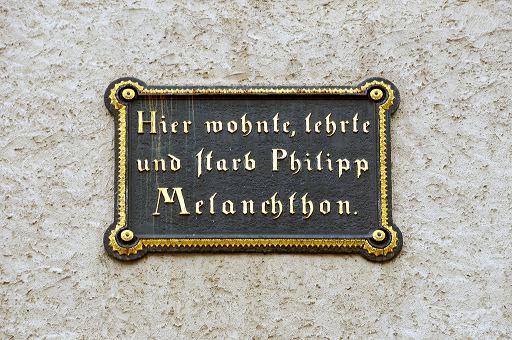 Hier wohnte, lehrte
und ſtarb Philipp
Melanchthon.